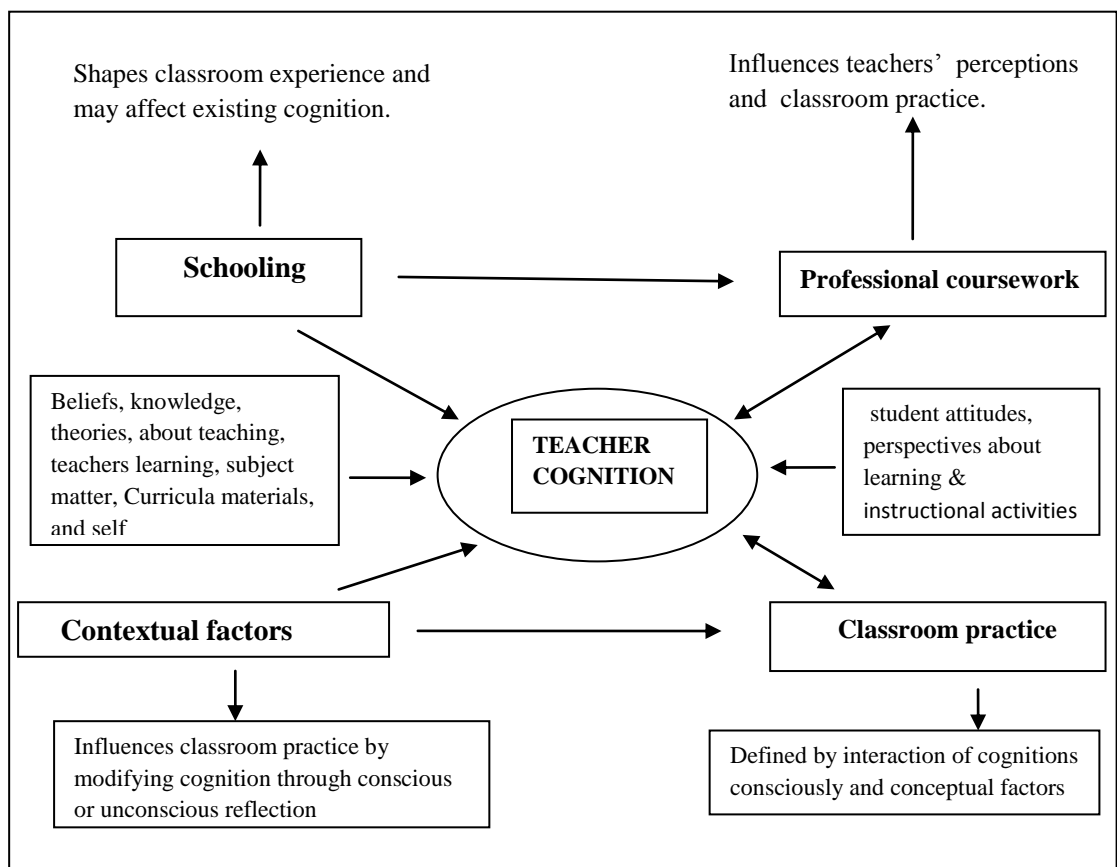 Shapes classroom experience and
may affect existing cognition.
Influences teachers’ perceptions
and classroom practice.
Schooling
Professional coursework
Beliefs, knowledge,
theories, about teaching,
teachers learning, subject
matter, Curricula materials,
and self
TEACHER
COGNITION
student attitudes,
perspectives about
learning &
instructional activities
Contextual factors
Classroom practice
Influences classroom practice by
modifying cognition through conscious
or unconscious reflection
Defined by interaction of cognitions
consciously and conceptual factors